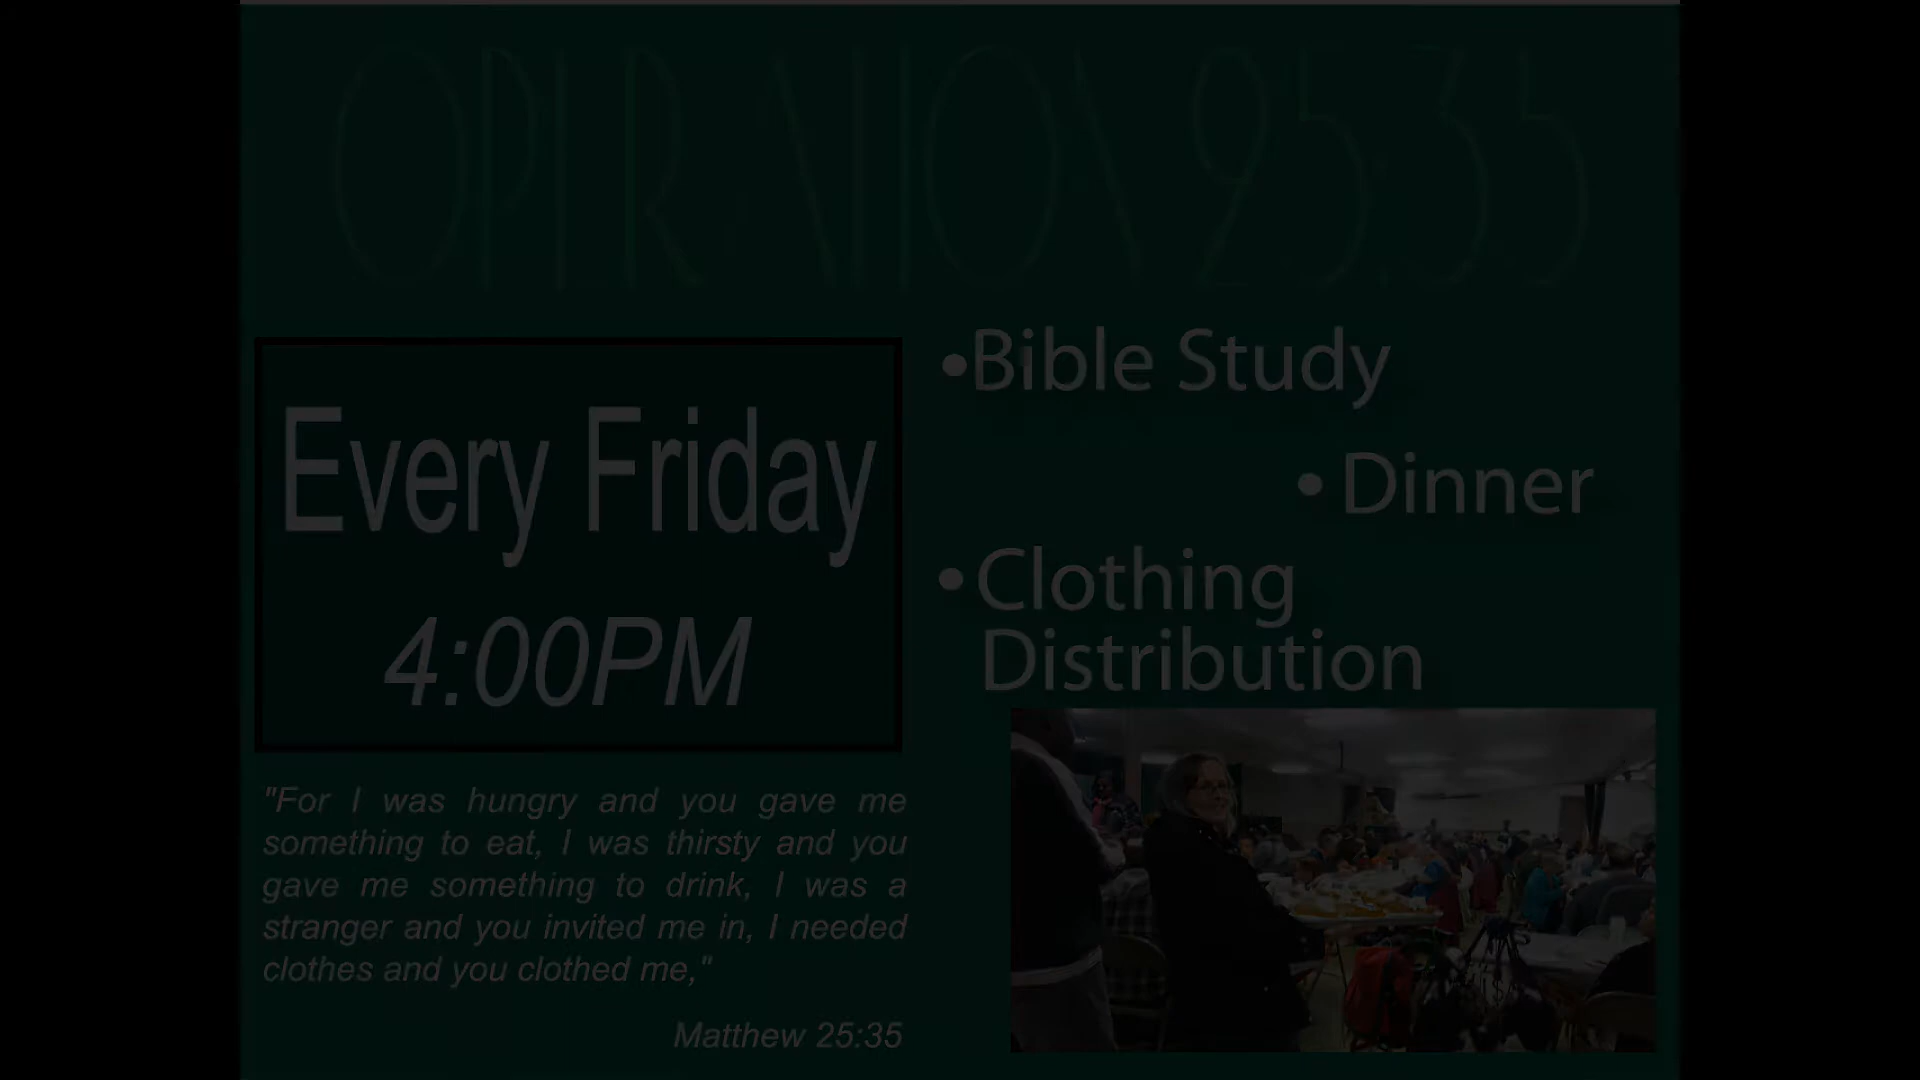 OPERATION 25:35
Every Friday
4:00PM
•Bible Study
• Dinner
• Clothing
Distribution
"For I was hungry and you gave me
something to eat, I was thirsty and you
gave me something to drink, I was a
stranger and you invited me in, I needed
clothes and you clothed me,"
Matthew 25:35